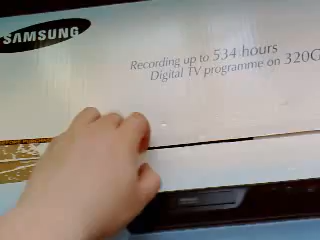 SAMSUNG
Recording up to 534 hours
Digital TV programme on 320G